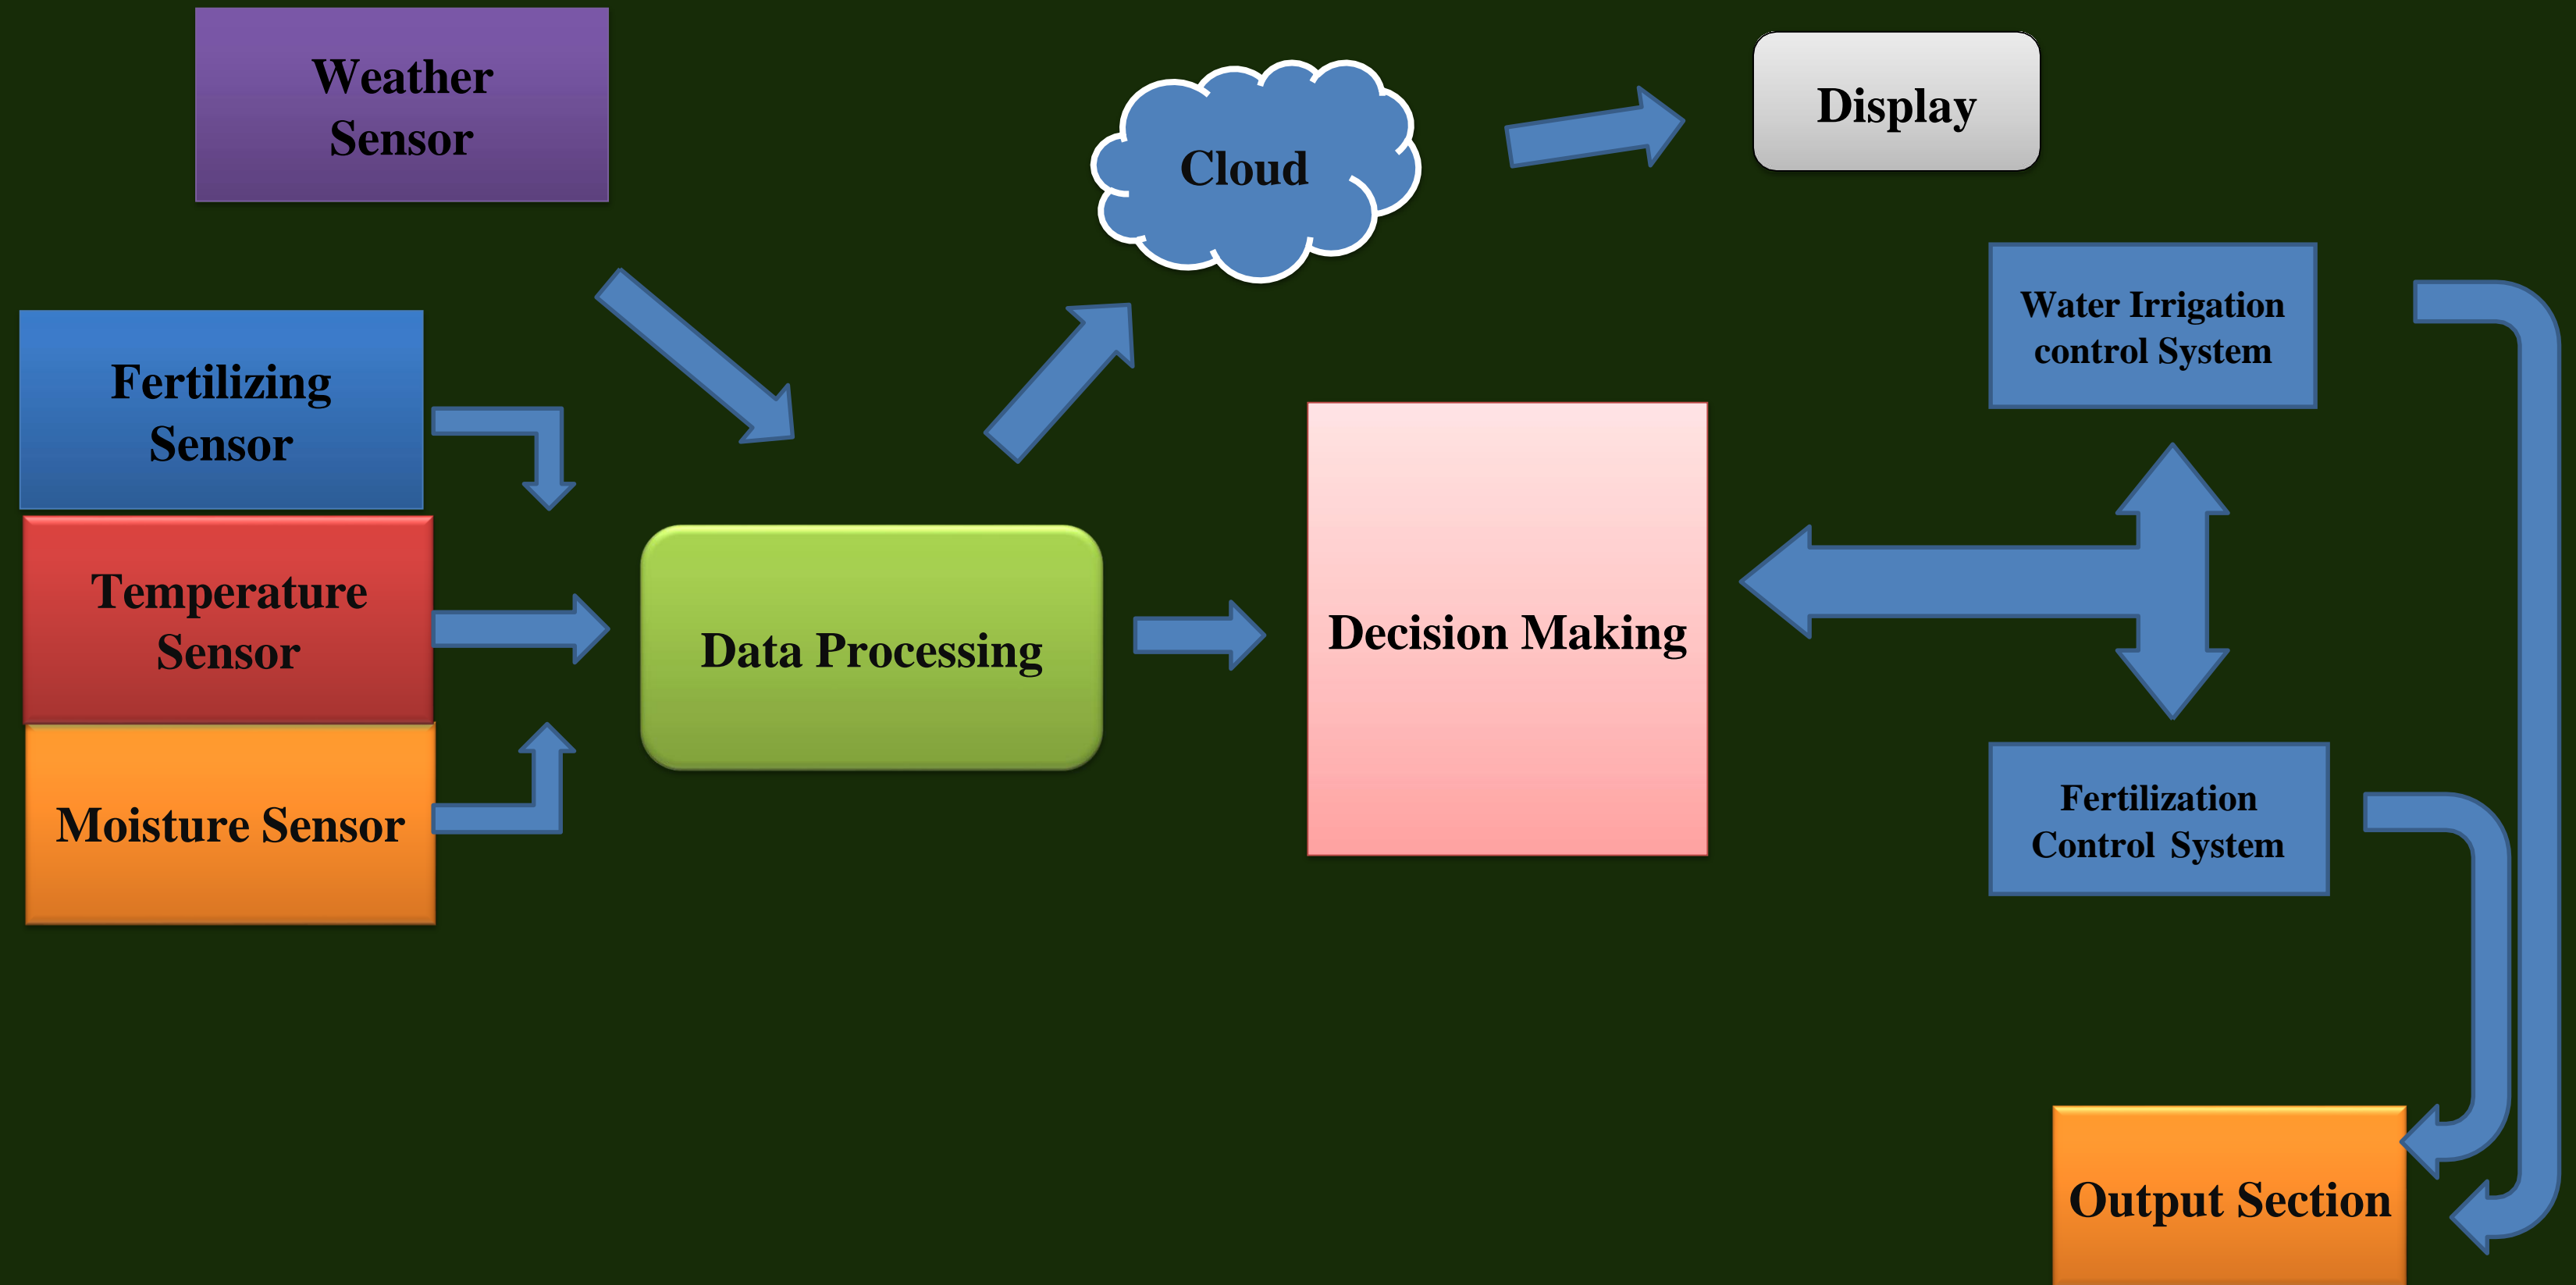 Weather
Sensor
Cloud
Display
Fertilizing
Sensor
Water Irrigation
control System
Temperature
Sensor
Data Processing
Decision Making
Moisture Sensor
Fertilization
Control System
Output Section